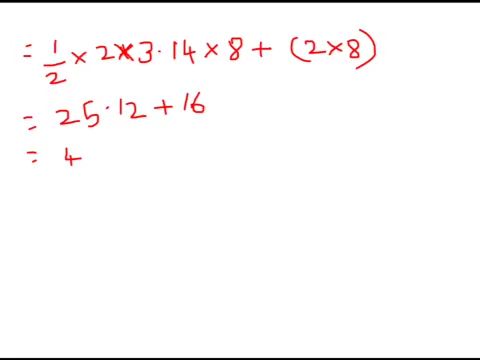 = 1/2 × 2 × 3·14 × 8 + (2 × 8)
= 25·12 + 16
= 4